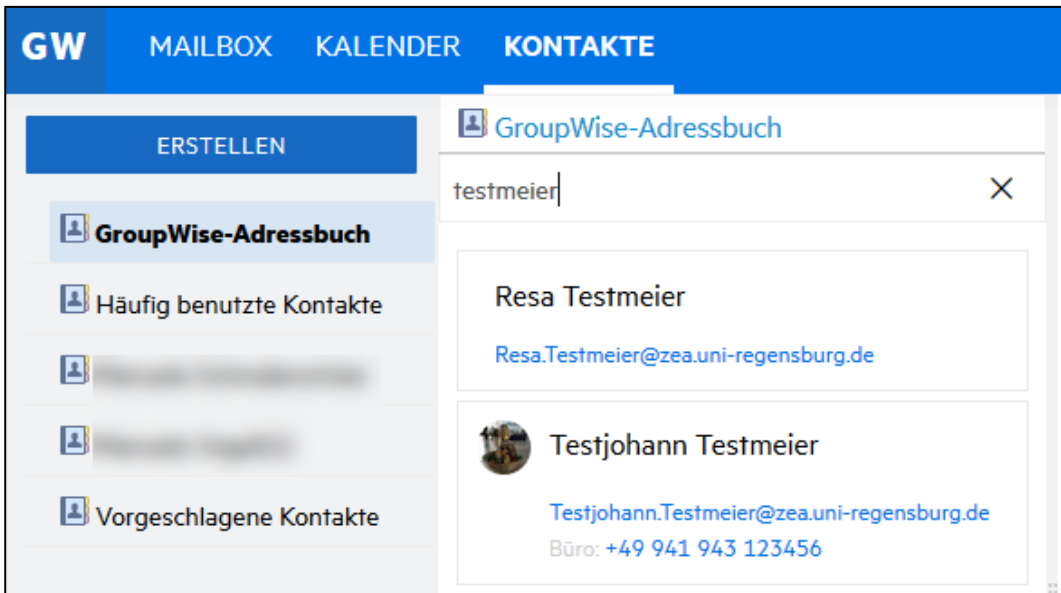 GW MAILBOX KALENDER KONTAKTE
ERSTELLEN
GroupWise-Adressbuch
Häufig benutzte Kontakte
Vorgeschlagene Kontakte
GroupWise-Adressbuch
testmeier
Resa Testmeier
Resa.Testmeier@zea.uni-regensburg.de
Testjohann Testmeier
Testjohann.Testmeier@zea.uni-regensburg.de
Büro: +49 941 943 123456